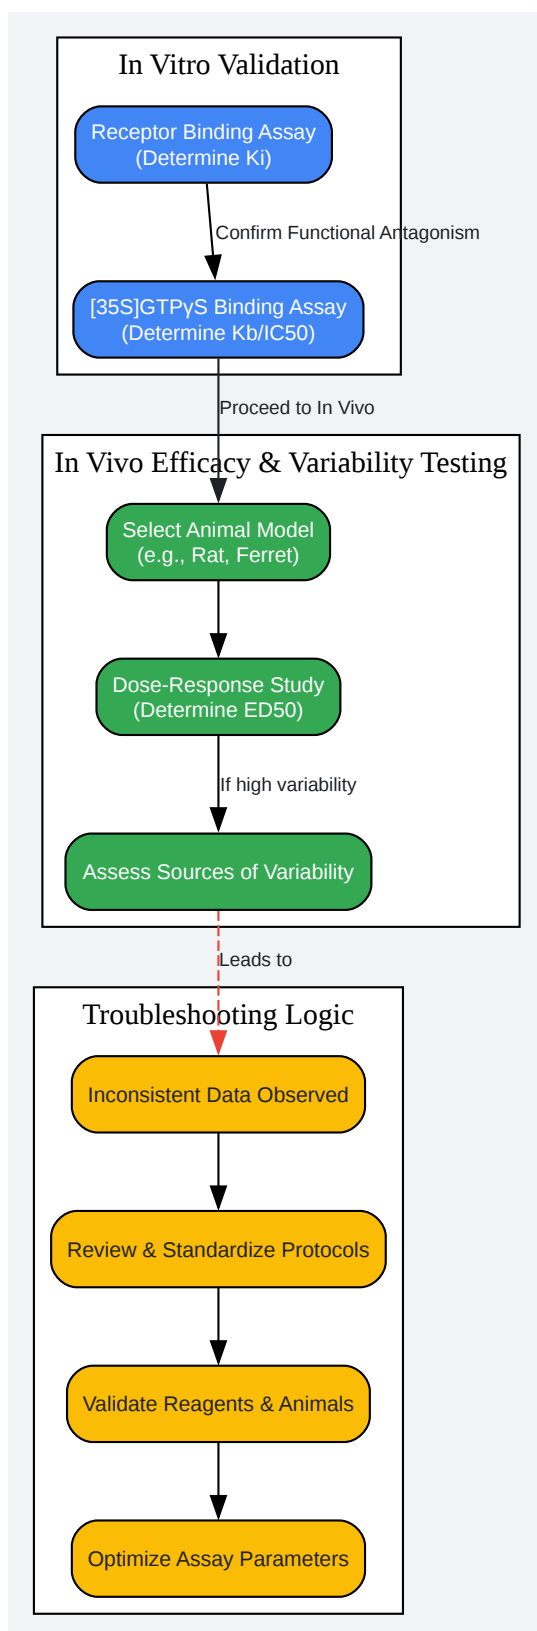 In Vitro Validation
Receptor Binding Assay
(Determine Ki)
Confirm Functional Antagonism
[35S]GTPγS Binding Assay
(Determine Kb/IC50)
Proceed to In Vivo
In Vivo Efficacy & Variability Testing
Select Animal Model
(e.g., Rat, Ferret)
Dose-Response Study
(Determine ED50)
If high variability
Assess Sources of Variability
Leads to
Troubleshooting Logic
Inconsistent Data Observed
Review & Standardize Protocols
Validate Reagents & Animals
Optimize Assay Parameters